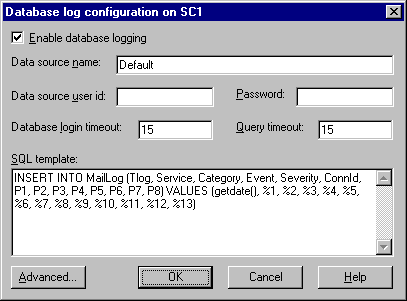 Database log configuration on SC1
Enable database logging
Data source name: Default
Data source user id: Password:
Database login timeout: 15 Query timeout: 15
SQL template:
INSERT INTO MailLog (Tlog, Service, Category, Event, Severity, ConnId,
P1, P2, P3, P4, P5, P6, P7, P8) VALUES (getdate(), %1, %2, %3, %4, %5,
%6, %7, %8, %9, %10, %11, %12, %13)
Advanced... OK Cancel Help